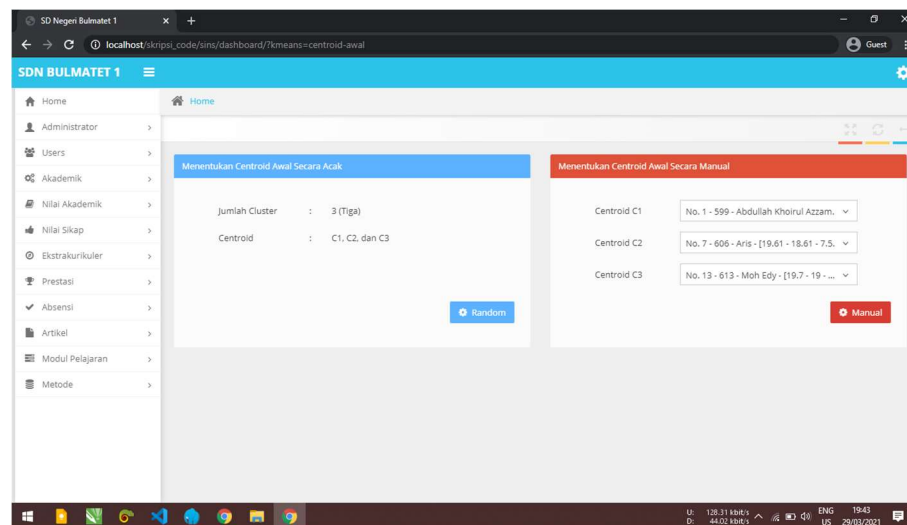 SD Negeri Bulmatet 1
localhost/skripsi_code/sins/dashboard/?kmeans=centroid-awal
Guest
SDN BULMATET 1
Home
Administrator
Users
Akademik
Nilai Akademik
Nilai Sikap
Ekstrakurikuler
Prestasi
Absensi
Artikel
Modul Pelajaran
Metode
Home
Menentukan Centroid Awal Secara Acak
Jumlah Cluster : 3 (Tiga)
Centroid : C1, C2, dan C3
Random
Menentukan Centroid Awal Secara Manual
Centroid C1 No. 1 - 599 - Abdullah Khoirul Azzam.
Centroid C2 No. 7 - 606 - Aris - [19.61 - 18.61 - 7.5.
Centroid C3 No. 13 - 613 - Moh Edy - [19.7 - 19 - ...
Manual
U: 128.31 kbit/s
D: 44.02 kbit/s
ENG
US
19:43
29/03/2021